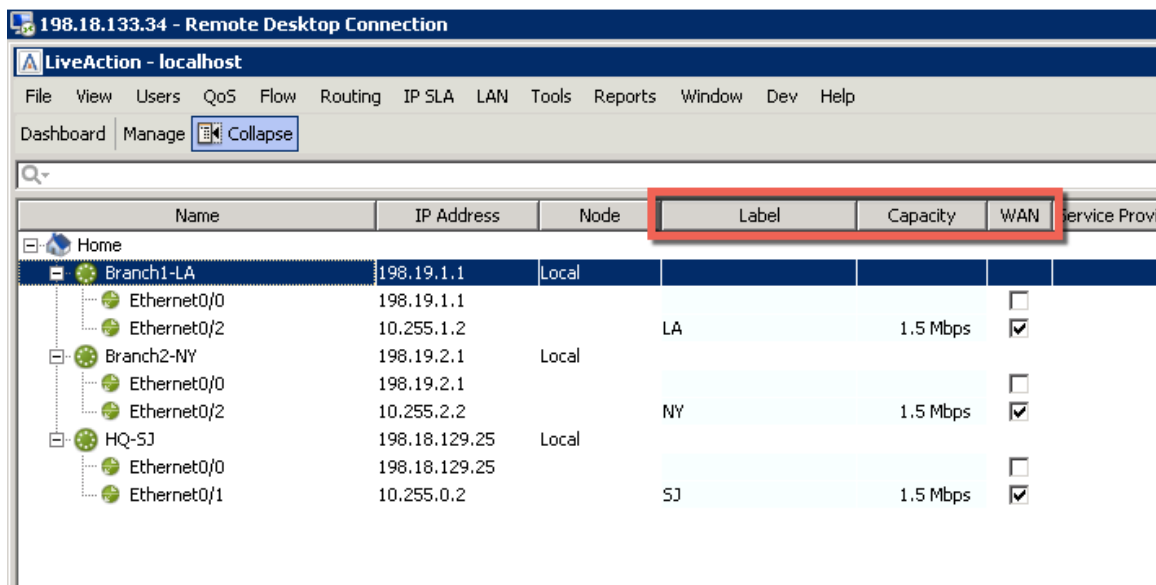 198.18.133.34 - Remote Desktop Connection
LiveAction - localhost
File View Users QoS Flow Routing IP SLA LAN Tools Reports Window Dev Help
Dashboard Manage Collapse
Name IP Address Node Label Capacity WAN Service Provi
Home
Branch1-LA 198.19.1.1 Local
Ethernet0/0 198.19.1.1
Ethernet0/2 10.255.1.2 LA 1.5 Mbps
Branch2-NY 198.19.2.1 Local
Ethernet0/0 198.19.2.1
Ethernet0/2 10.255.2.2 NY 1.5 Mbps
HQ-SJ 198.18.129.25 Local
Ethernet0/0 198.18.129.25
Ethernet0/1 10.255.0.2 SJ 1.5 Mbps